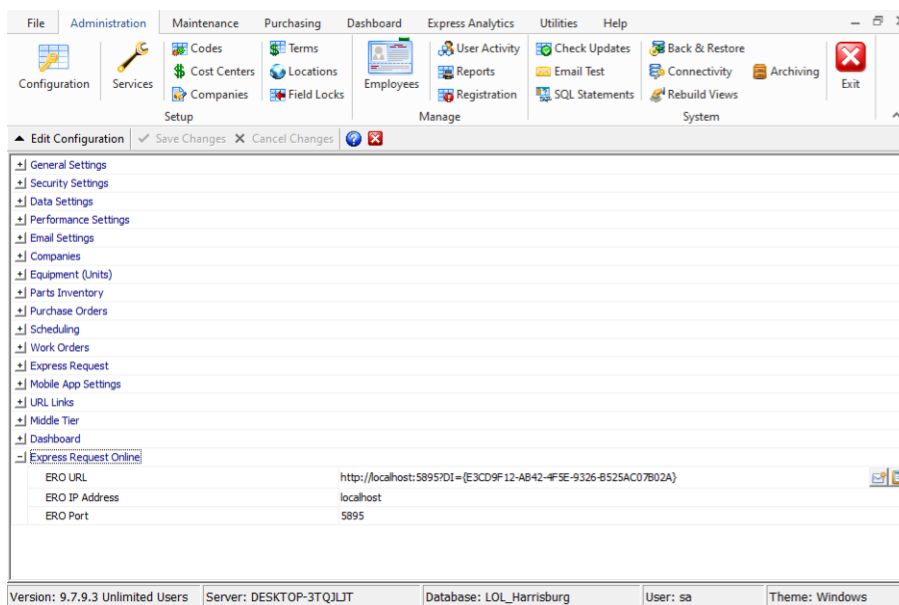 File Administration Maintenance Purchasing Dashboard Express Analytics Utilities Help
Codes Terms User Activity Check Updates Back & Restore
Configuration Services Cost Centers Locations Employees Reports Email Test Connectivity Archiving Exit
Companies Field Locks Registration SQL Statements Rebuild Views
Setup Manage System
Edit Configuration Save Changes Cancel Changes
General Settings
Security Settings
Data Settings
Performance Settings
Email Settings
Companies
Equipment (Units)
Parts Inventory
Purchase Orders
Scheduling
Work Orders
Express Request
Mobile App Settings
URL Links
Middle Tier
Dashboard
Express Request Online
ERO URL http://localhost:5895?DI={E3CD9F12-AB42-4F5E-9326-B525AC07B02A}
ERO IP Address localhost
ERO Port 5895
Version: 9.7.9.3 Unlimited Users Server: DESKTOP-3TQJLJT Database: LOL_Harrisburg User: sa Theme: Windows